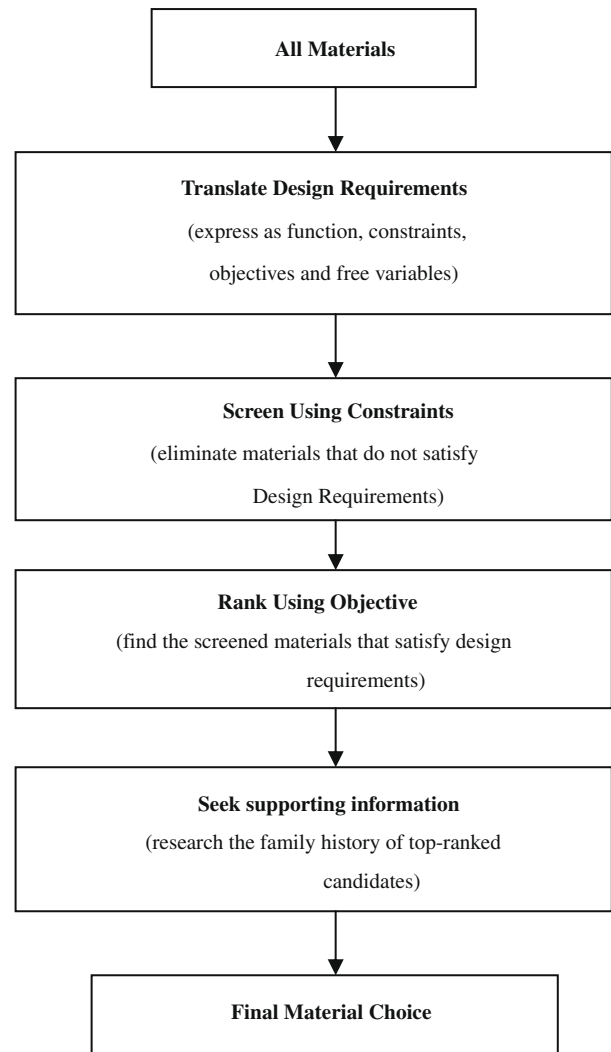 All Materials
Translate Design Requirements
(express as function, constraints,
objectives and free variables)
Screen Using Constraints
(eliminate materials that do not satisfy
Design Requirements)
Rank Using Objective
(find the screened materials that satisfy design
requirements)
Seek supporting information
(research the family history of top-ranked
candidates)
Final Material Choice